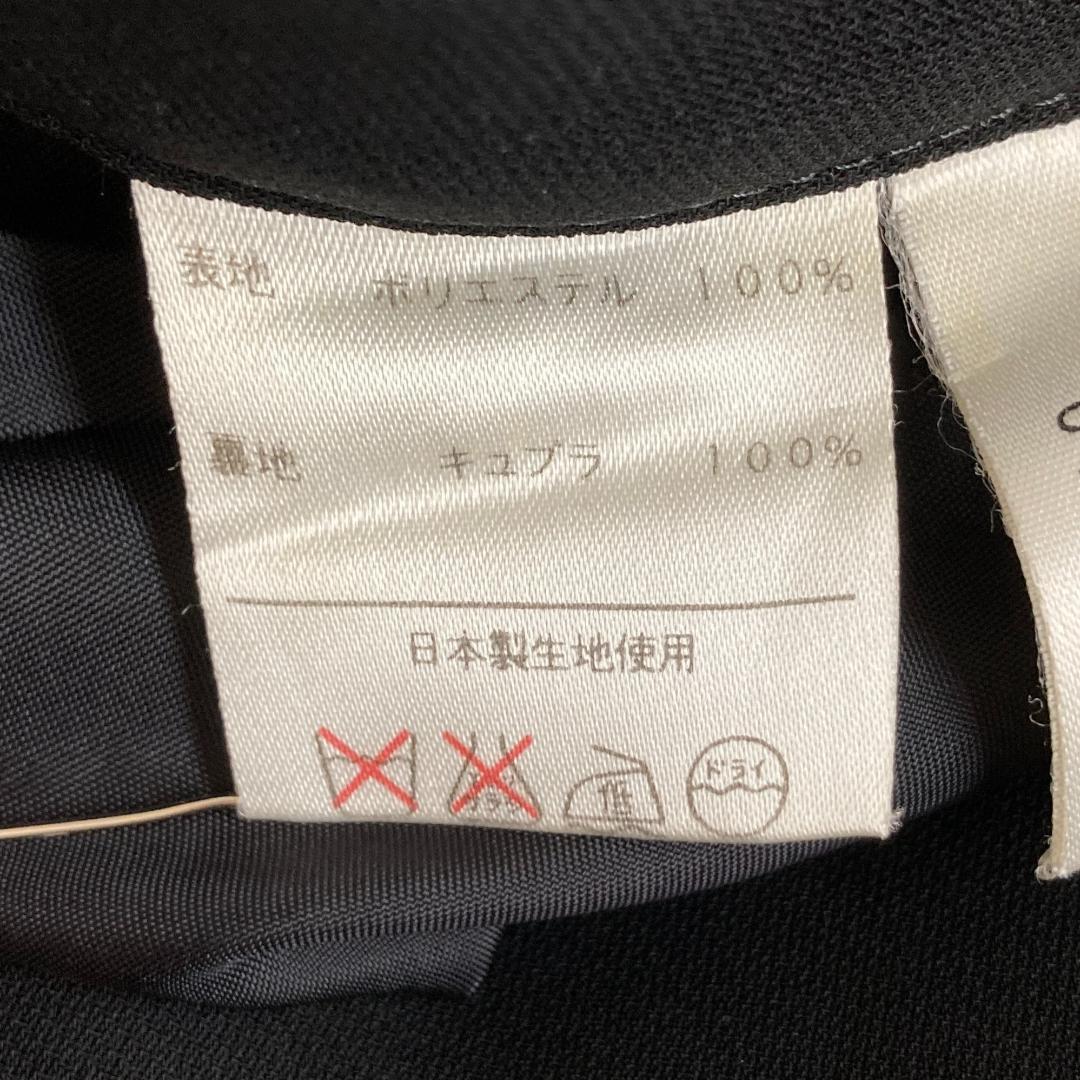 表地 ポリエステル 100%
裏地 キュプラ 100%
日本製生地使用
低 ドライ